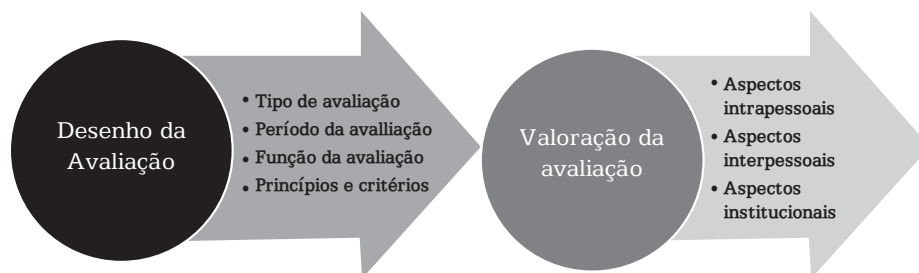 Desenho da
Avaliação
• Tipo de avaliação
• Período da avalliação
• Função da avaliação
• Princípios e critérios
Valoração da
avaliação
• Aspectos
intrapessoais
• Aspectos
interpessoais
• Aspectos
institucionais